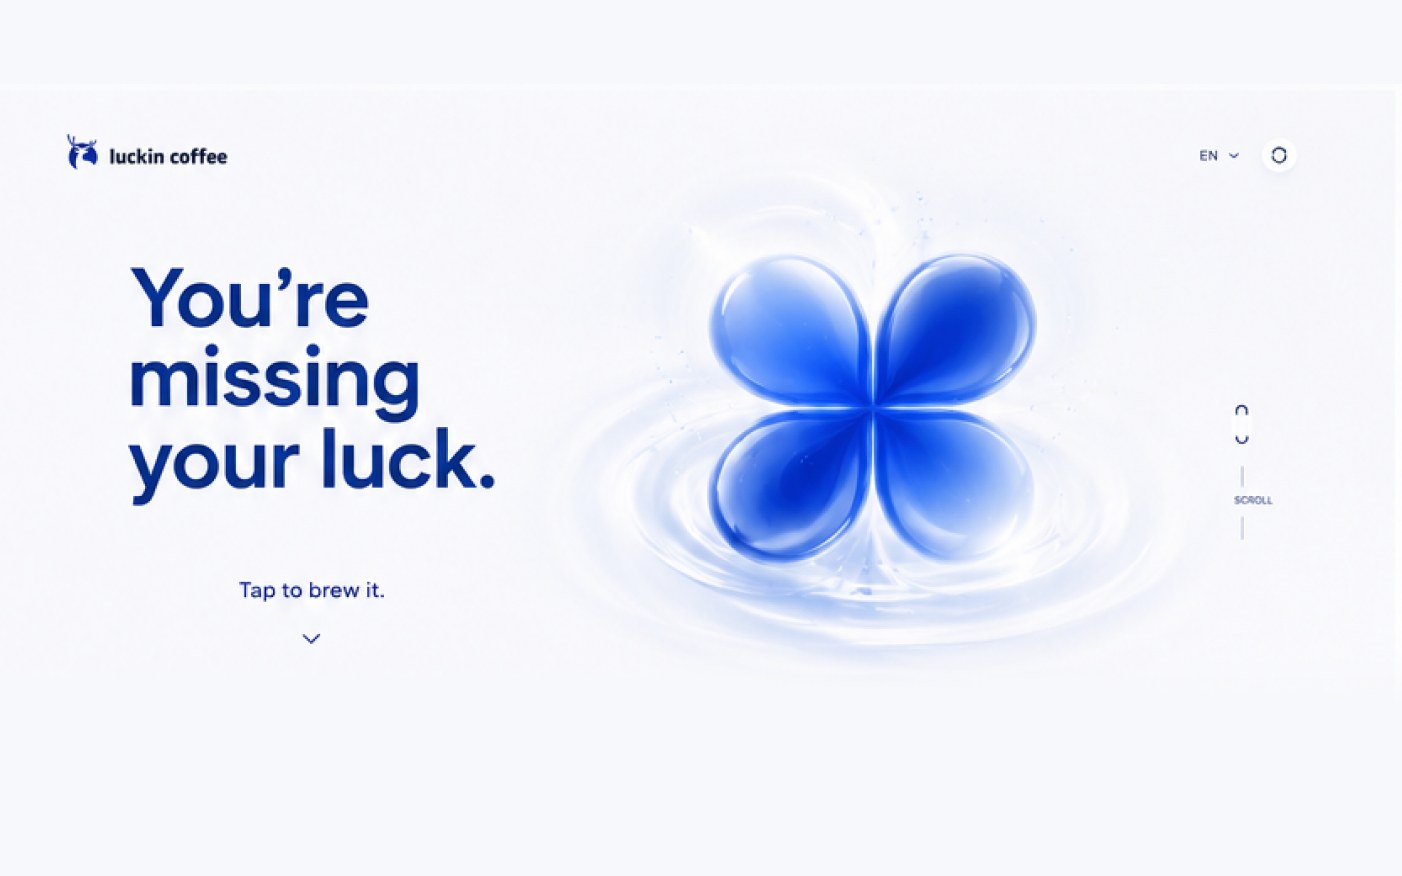 luckin coffee
EN
You’re
missing
your luck.
SCROLL
Tap to brew it.